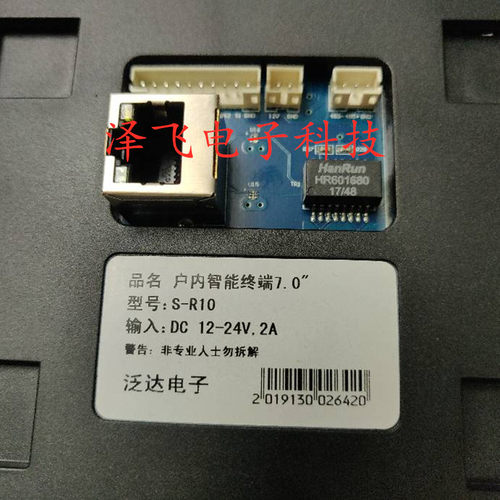 12V GND
泽飞电子科技
HanRun
HR601680
17/48
品名 户内智能终端7.0"
型号: S-R10
输入: DC 12-24V,2A
警告: 非专业人士勿拆解
泛达电子
2019130026420